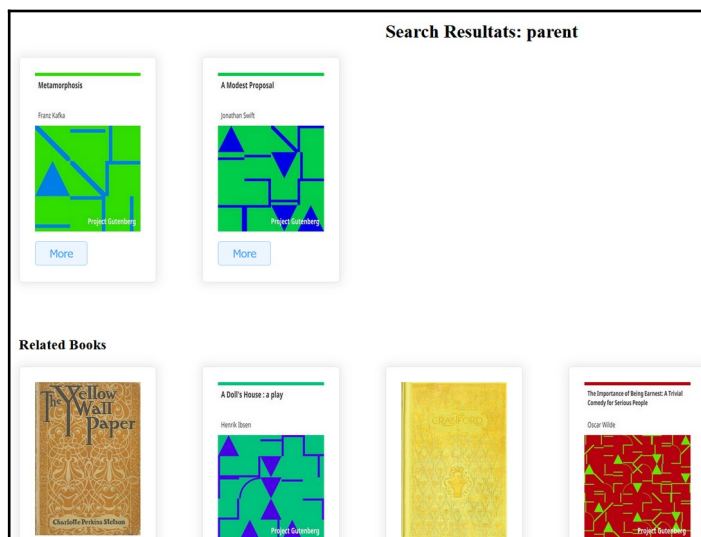 Search Resultats: parent
Metamorphosis
Franz Kafka
Project Gutenberg
More
A Modest Proposal
Jonathan Swift
Project Gutenberg
More
Related Books
The Yellow
Wall
Paper
Charlotte Perkins Stetson
A Doll's House : a play
Henrik Ibsen
Project Gutenberg
CRANFORD
The Importance of Being Earnest: A Trivial
Comedy for Serious People
Oscar Wilde
Project Gutenberg